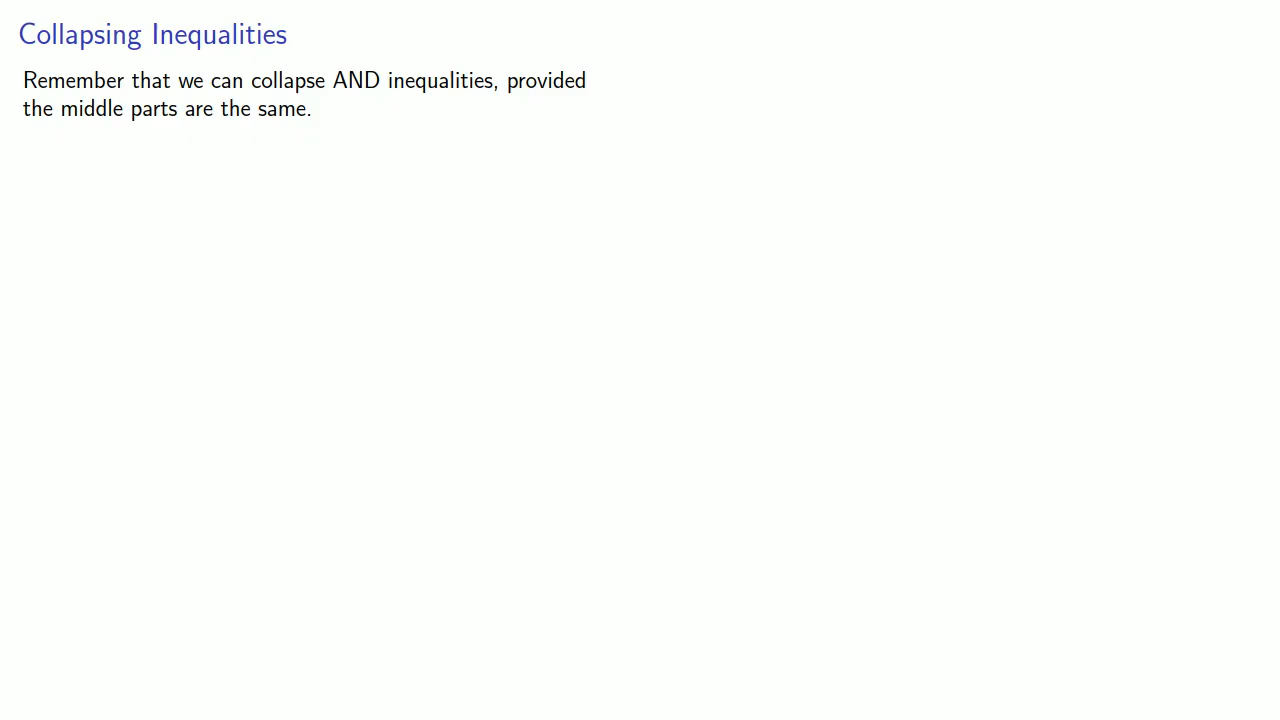 Collapsing Inequalities
Remember that we can collapse AND inequalities, provided
the middle parts are the same.